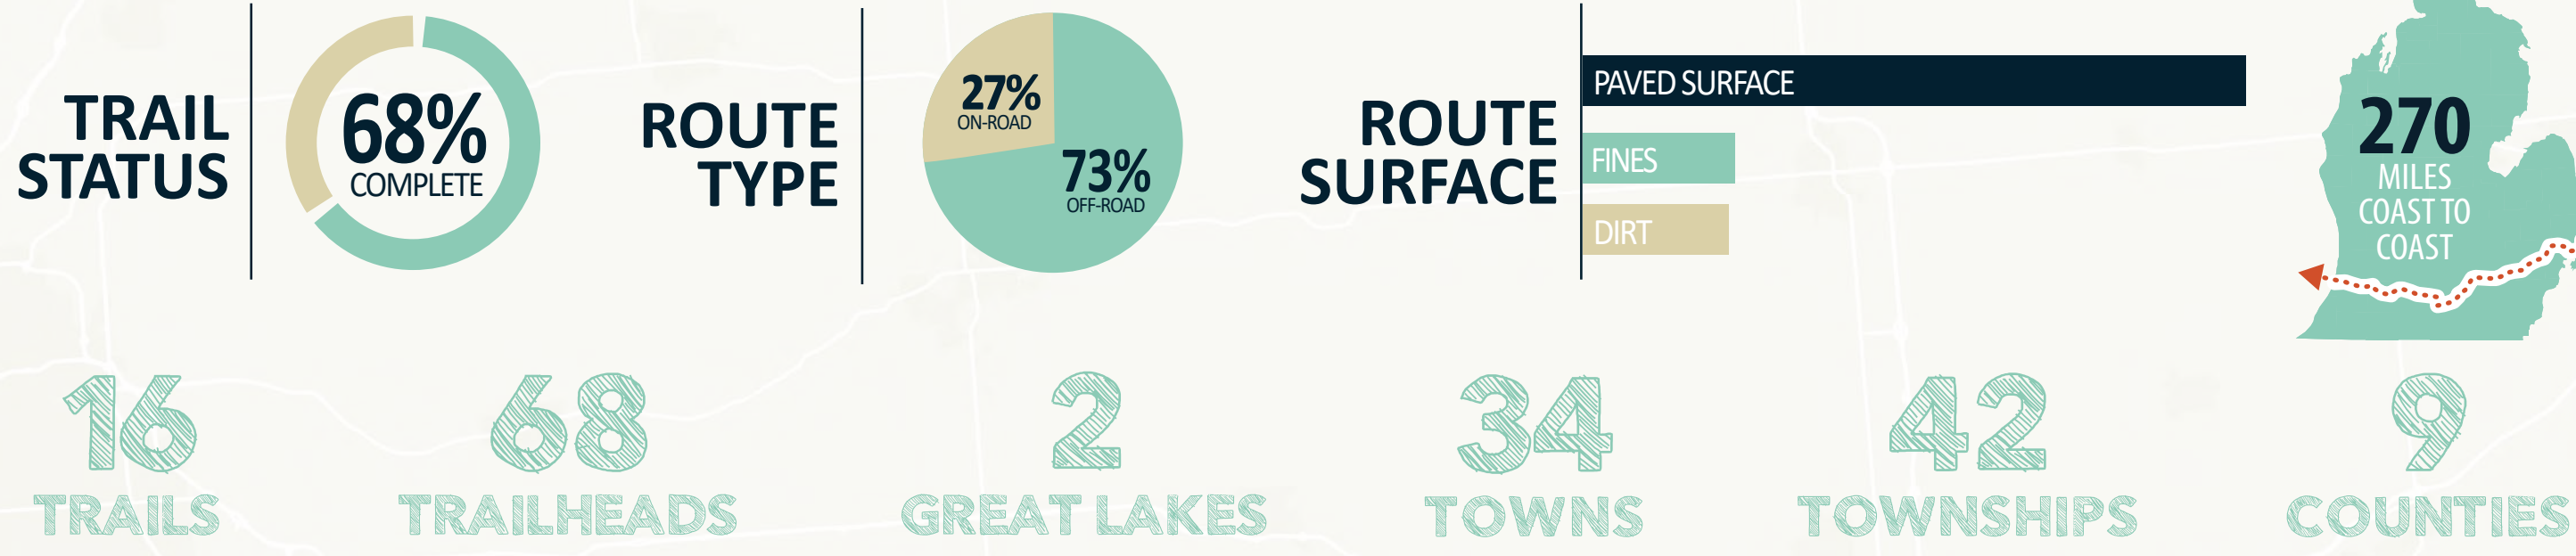 TRAIL
STATUS
68%
COMPLETE
ROUTE
TYPE
27%
ON-ROAD
73%
OFF-ROAD
ROUTE
SURFACE
PAVED SURFACE
FINES
DIRT
270
MILES
COAST TO
COAST
16
TRAILS
68
TRAILHEADS
2
GREAT LAKES
34
TOWNS
42
TOWNSHIPS
9
COUNTIES